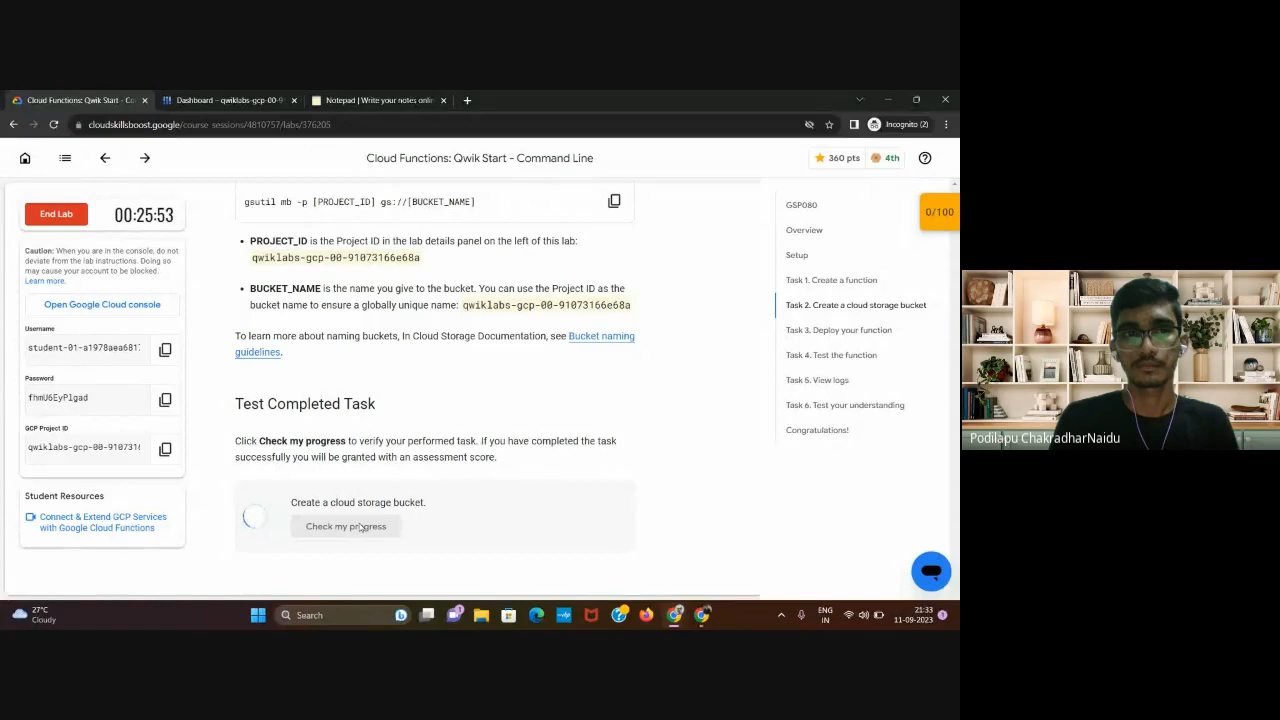 Cloud Functions: Qwik Start - Co
Dashboard – qwiklabs-gcp-00-9
Notepad | Write your notes onlin
cloudskillsboost.google/course_sessions/4810757/labs/376205
Incognito (2)
Cloud Functions: Qwik Start - Command Line
360 pts
4th
End Lab
00:25:53
Caution: When you are in the console, do not
deviate from the lab instructions. Doing so
may cause your account to be blocked.
Learn more.
Open Google Cloud console
Username
student-01-a1978aea681
Password
fhmU6EyPlgad
GCP Project ID
qwiklabs-gcp-00-91073
Student Resources
Connect & Extend GCP Services
with Google Cloud Functions
gsutil mb -p [PROJECT_ID] gs://[BUCKET_NAME]
• PROJECT_ID is the Project ID in the lab details panel on the left of this lab:
qwiklabs-gcp-00-91073166e68a
• BUCKET_NAME is the name you give to the bucket. You can use the Project ID as the
bucket name to ensure a globally unique name: qwiklabs-gcp-00-91073166e68a
To learn more about naming buckets, In Cloud Storage Documentation, see Bucket naming
guidelines.
Test Completed Task
Click Check my progress to verify your performed task. If you have completed the task
successfully you will be granted with an assessment score.
Create a cloud storage bucket.
Check my progress
GSP080
Overview
Setup
Task 1. Create a function
Task 2. Create a cloud storage bucket
Task 3. Deploy your function
Task 4. Test the function
Task 5. View logs
Task 6. Test your understanding
Congratulations!
0/100
Podilapu ChakradharNaidu
27°C
Cloudy
Search
ENG
IN
21:33
11-09-2023